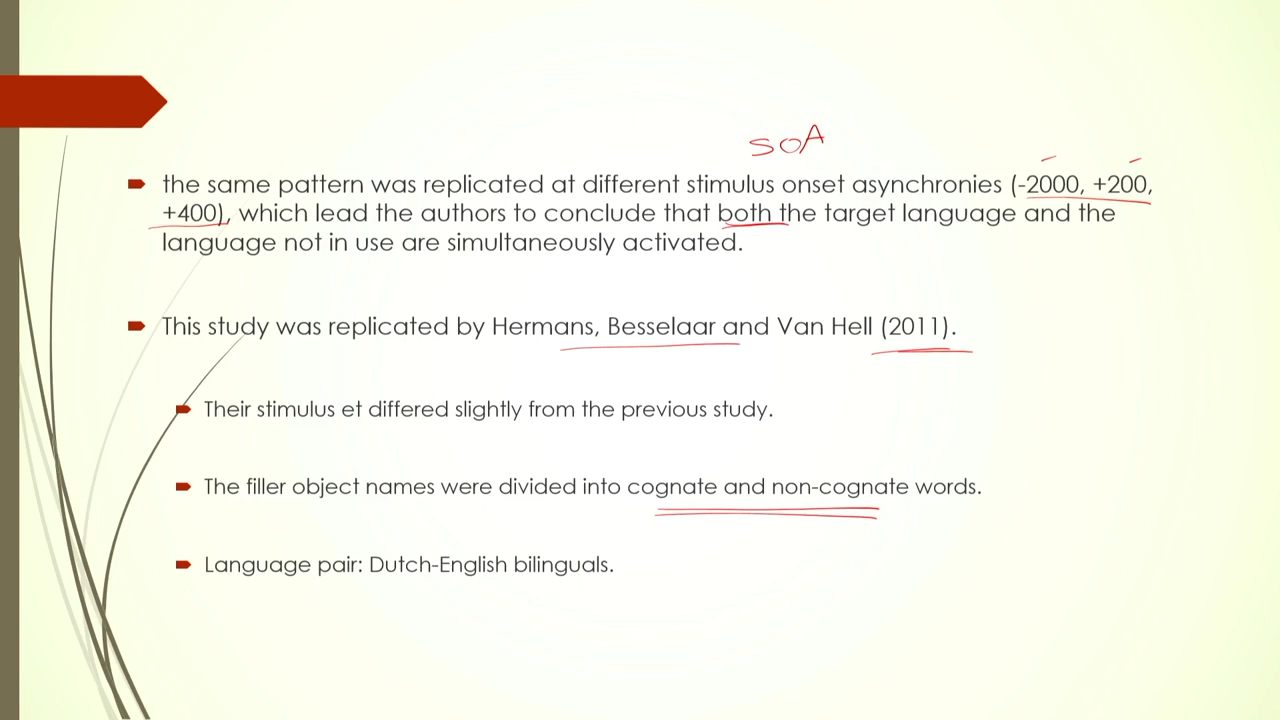 SOA
the same pattern was replicated at different stimulus onset asynchronies (-2000, +200,
+400), which lead the authors to conclude that both the target language and the
language not in use are simultaneously activated.
This study was replicated by Hermans, Besselaar and Van Hell (2011).
Their stimulus et differed slightly from the previous study.
The filler object names were divided into cognate and non-cognate words.
Language pair: Dutch-English bilinguals.